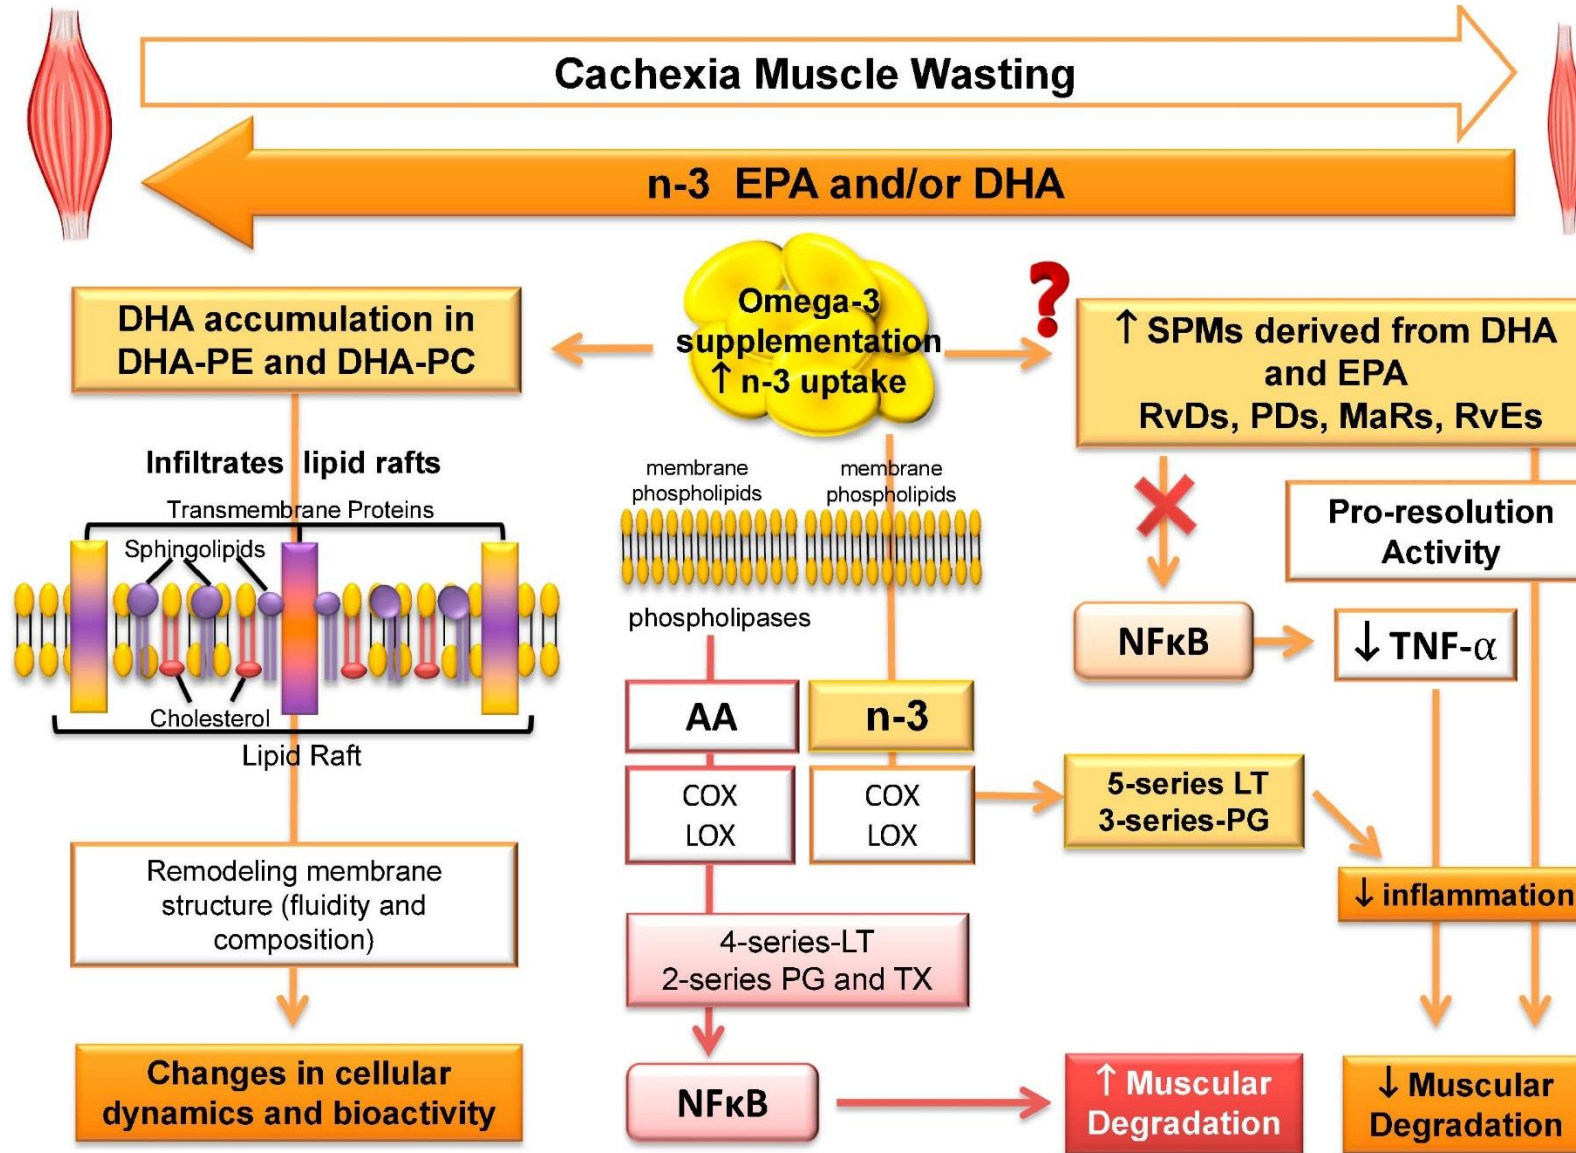 Cachexia Muscle Wasting
n-3 EPA and/or DHA
DHA accumulation in
DHA-PE and DHA-PC
Infiltrates lipid rafts
Transmembrane Proteins
Sphingolipids
Cholesterol
Lipid Raft
Remodeling membrane
structure (fluidity and
composition)
Changes in cellular
dynamics and bioactivity
Omega-3
supplementation
↑ n-3 uptake
membrane
phospholipids
membrane
phospholipids
phospholipases
AA
COX
LOX
4-series-LT
2-series PG and TX
NFκB
↑ Muscular
Degradation
n-3
COX
LOX
5-series LT
3-series-PG
?
↑ SPMs derived from DHA
and EPA
RvDs, PDs, MaRs, RvEs
Pro-resolution
Activity
NFκB
↓ TNF-α
↓ inflammation
↓ Muscular
Degradation